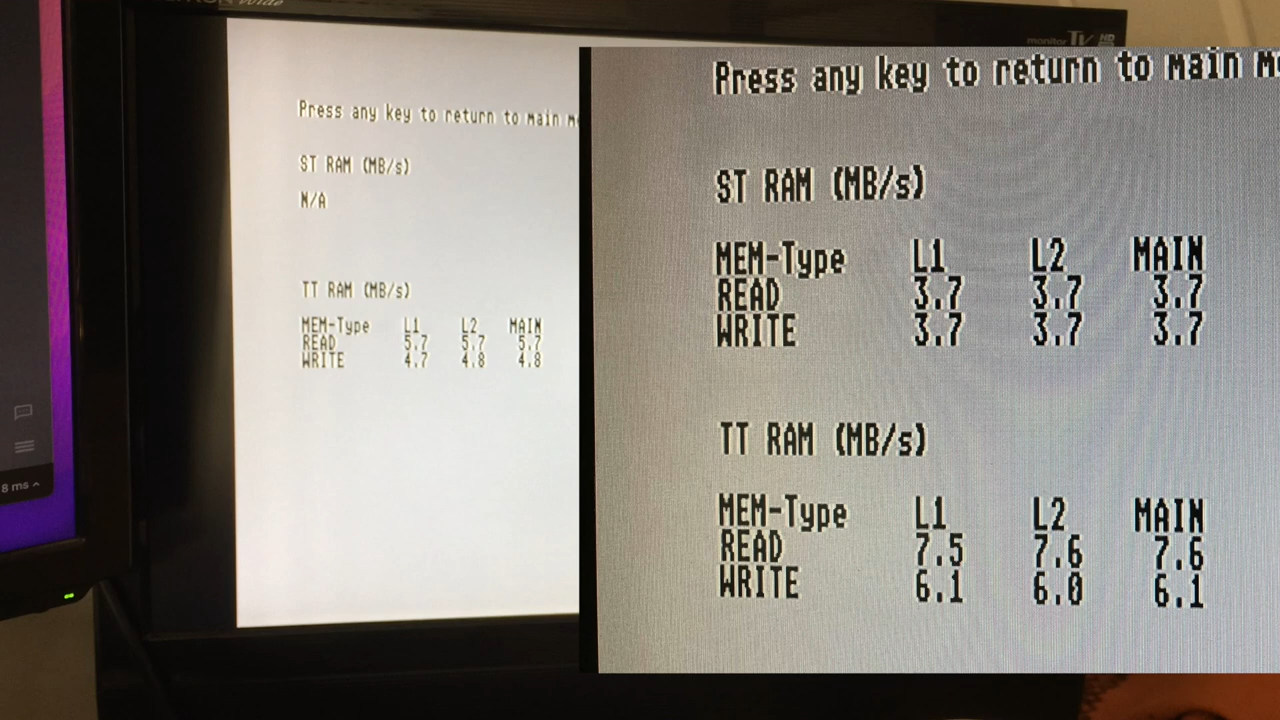 Wide
monitor TV HD
Press any key to return to main
ST RAM (MB/s)
N/A
TT RAM (MB/s)
MEM-Type L1 L2 MAIN
READ 5.7 5.7 5.7
WRITE 4.7 4.8 4.8
8 ms
Press any key to return to main
ST RAM (MB/s)
MEM-Type L1 L2 MAIN
READ 3.7 3.7 3.7
WRITE 3.7 3.7 3.7
TT RAM (MB/s)
MEM-Type L1 L2 MAIN
READ 7.5 7.6 7.6
WRITE 6.1 6.0 6.1